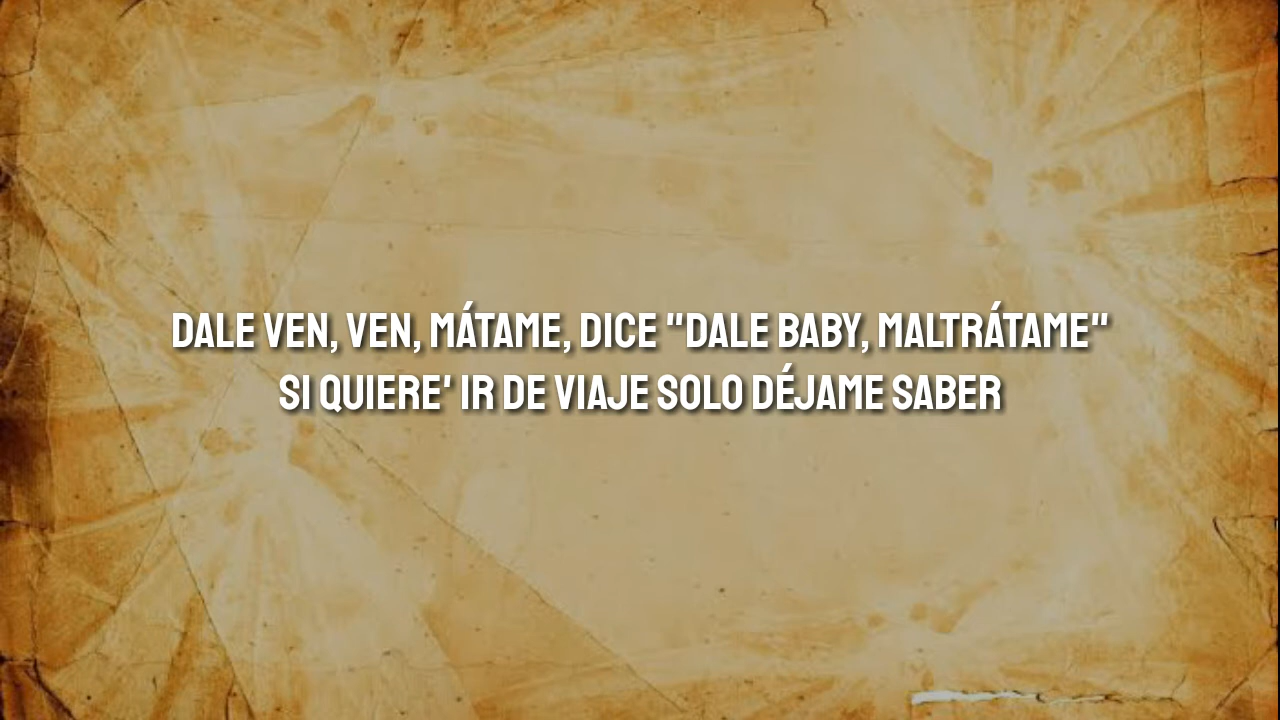 DALE VEN, VEN, MÁTAME, DICE "DALE BABY, MALTRÁTAME"
SI QUIERE' IR DE VIAJE SOLO DÉJAME SABER